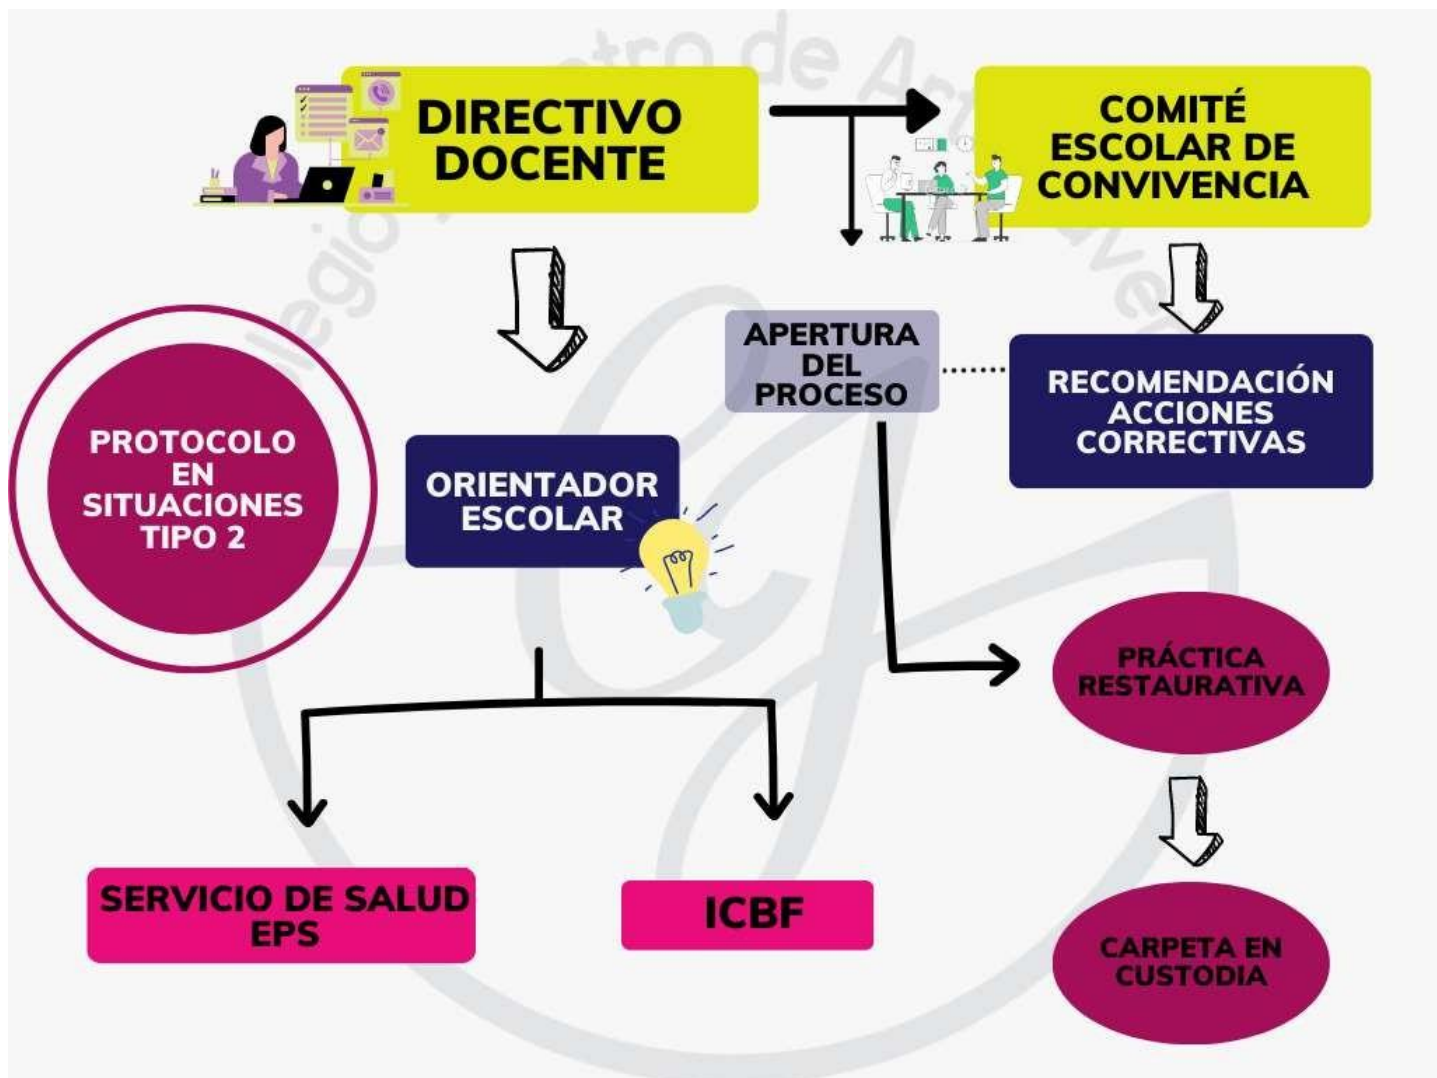 DIRECTIVO
DOCENTE
COMITÉ
ESCOLAR DE
CONVIVENCIA
APERTURA
DEL
PROCESO
RECOMENDACIÓN
ACCIONES
CORRECTIVAS
PROTOCOLO
EN
SITUACIONES
TIPO 2
ORIENTADOR
ESCOLAR
PRÁCTICA
RESTAURATIVA
SERVICIO DE SALUD
EPS
ICBF
CARPETA EN
CUSTODIA